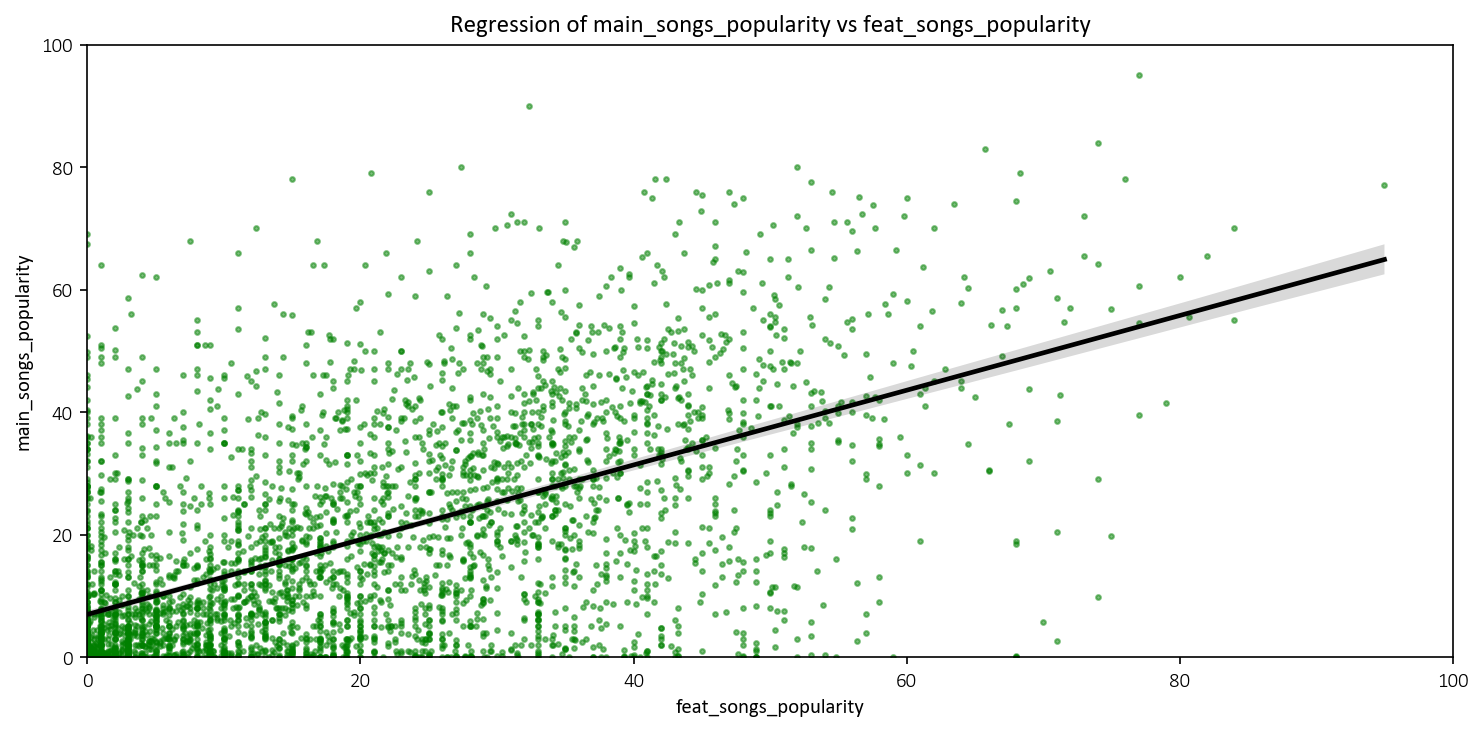 Regression of main_songs_popularity vs feat_songs_popularity
100
80
60
40
20
0
main_songs_popularity
0 20 40 60 80 100
feat_songs_popularity